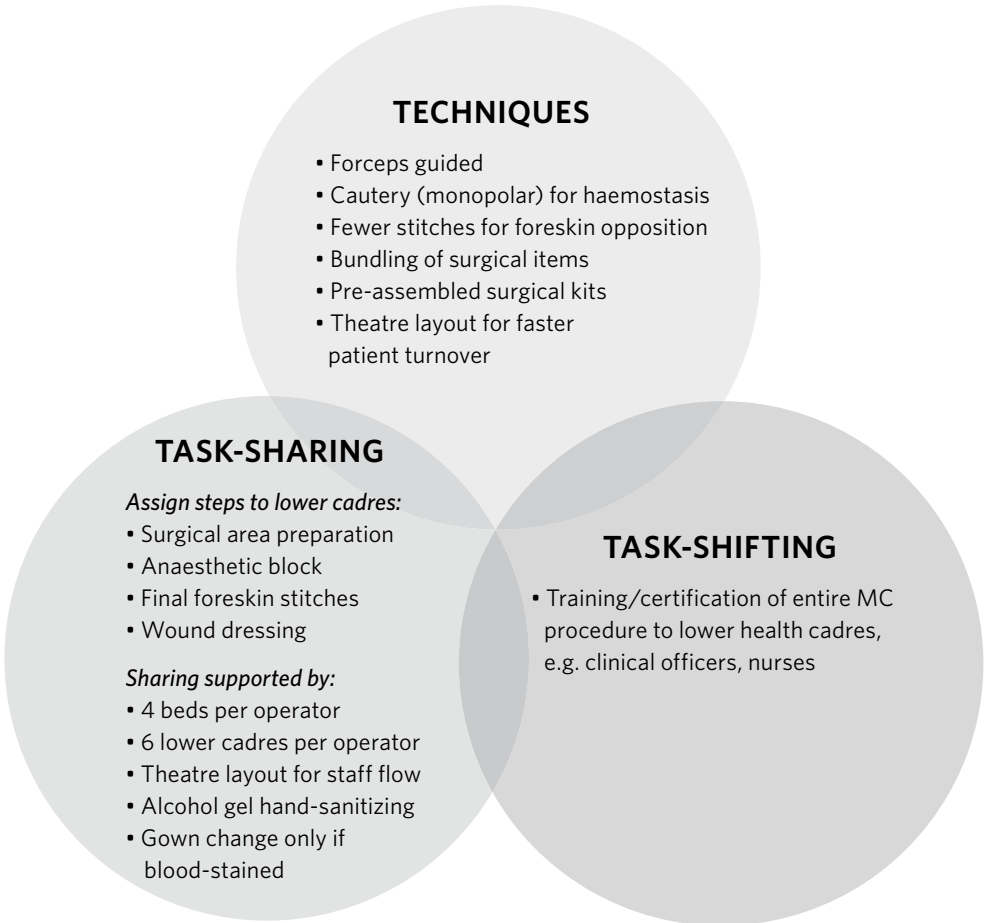 TECHNIQUES
• Forceps guided
• Cautery (monopolar) for haemostasis
• Fewer stitches for foreskin opposition
• Bundling of surgical items
• Pre-assembled surgical kits
• Theatre layout for faster
patient turnover
TASK-SHARING
Assign steps to lower cadres:
• Surgical area preparation
• Anaesthetic block
• Final foreskin stitches
• Wound dressing
Sharing supported by:
• 4 beds per operator
• 6 lower cadres per operator
• Theatre layout for staff flow
• Alcohol gel hand-sanitizing
• Gown change only if
blood-stained
TASK-SHIFTING
• Training/certification of entire MC
procedure to lower health cadres,
e.g. clinical officers, nurses